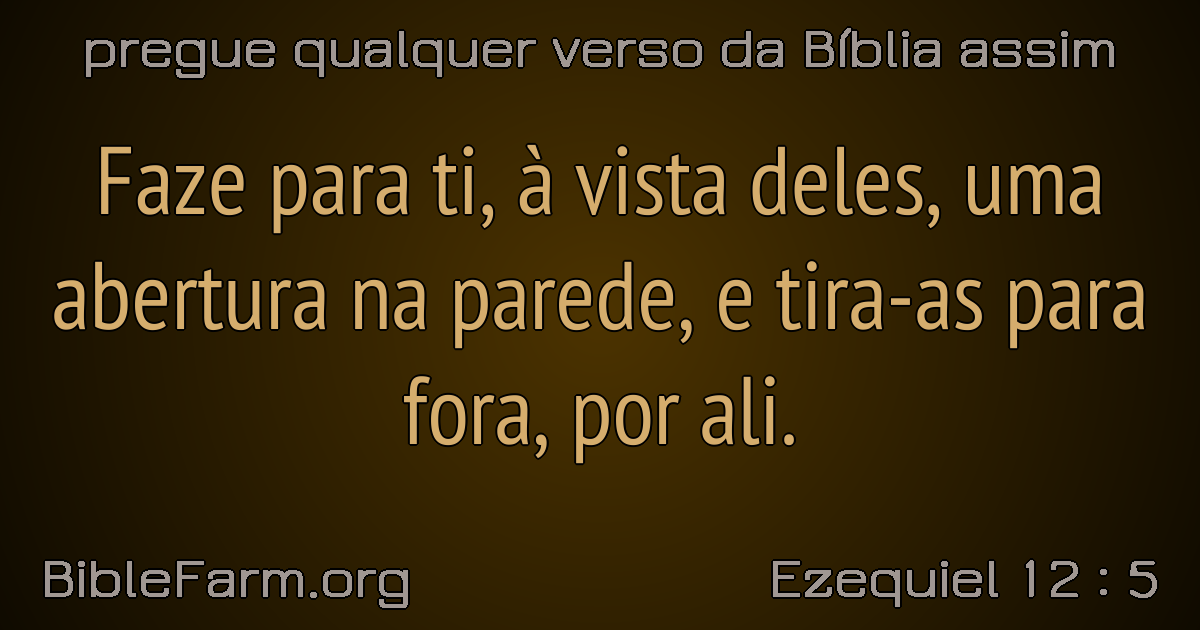 pregue qualquer verso da Bíblia assim
Faze para ti, à vista deles, uma
abertura na parede, e tira-as para
fora, por ali.
BibleFarm.org
Ezequiel 12 : 5